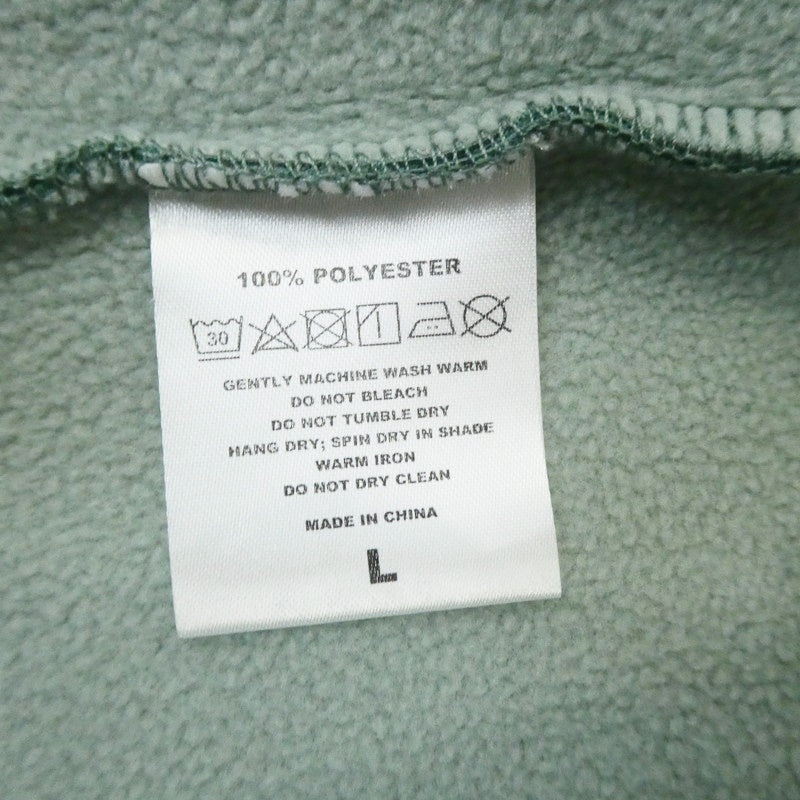 100% POLYESTER
30
GENTLY MACHINE WASH WARM
DO NOT BLEACH
DO NOT TUMBLE DRY
HANG DRY; SPIN DRY IN SHADE
WARM IRON
DO NOT DRY CLEAN
MADE IN CHINA
L